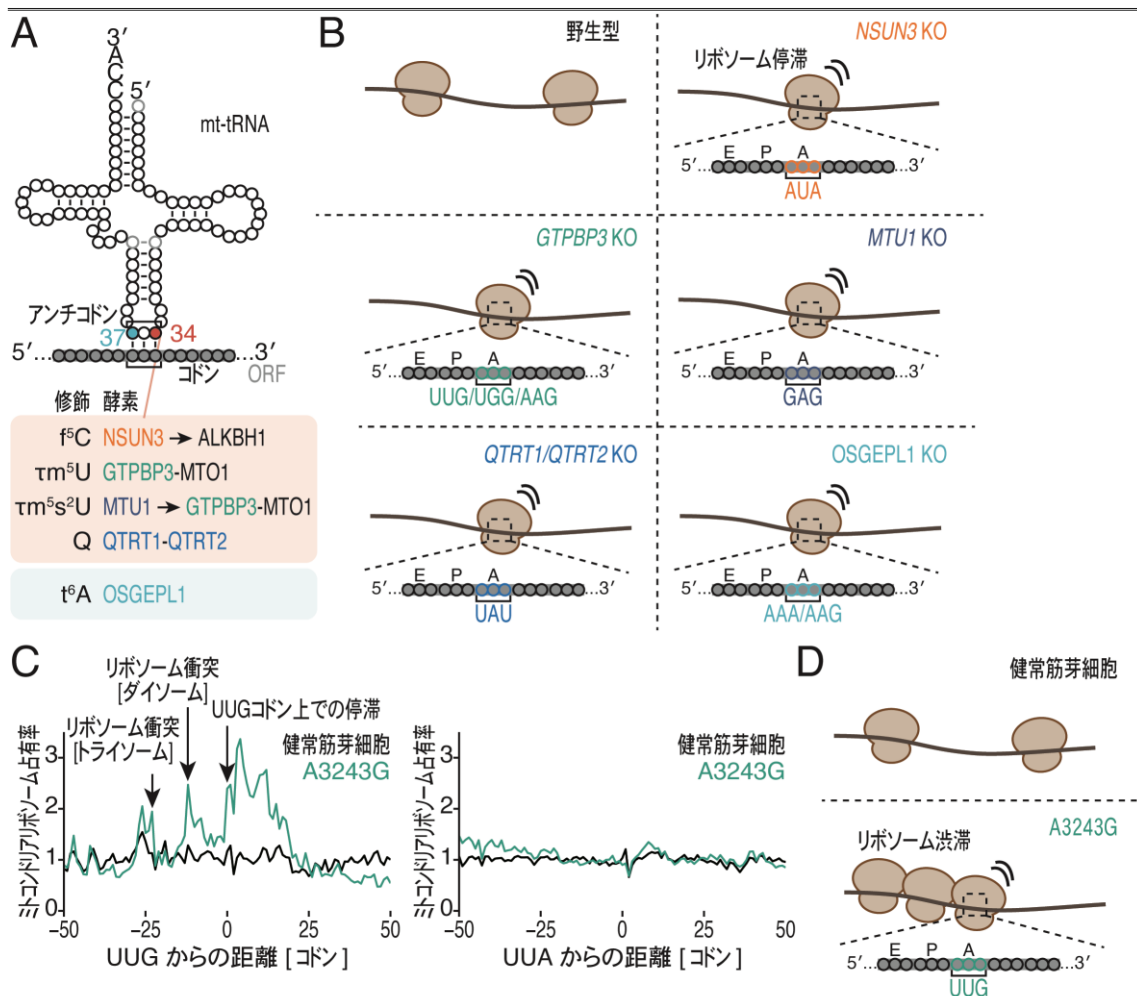 A
3′
A
C
C
5′
mt-tRNA
アンチコドン
37
34
5′...
...3′
コドン
ORF
修飾 酵素
f⁵C NSUN3 → ALKBH1
τm⁵U GTPBP3-MTO1
τm⁵s²U MTU1 → GTPBP3-MTO1
Q QTRT1-QTRT2
t⁶A OSGEPL1
B
野生型
NSUN3 KO
リボソーム停滞
E P A
5′... ...3′
AUA
GTPBP3 KO
E P A
5′... ...3′
UUG/UGG/AAG
MTU1 KO
E P A
5′... ...3′
GAG
QTRT1/QTRT2 KO
E P A
5′... ...3′
UAU
OSGEPL1 KO
E P A
5′... ...3′
AAA/AAG
C
リボソーム衝突
[ダイソーム]
リボソーム衝突
[トライソーム]
UUGコドン上での停滞
健常筋芽細胞
A3243G
ミトコンドリアリボソーム占有率
3
2
1
0
−50 −25 0 25 50
UUG からの距離 [コドン]
健常筋芽細胞
A3243G
ミトコンドリアリボソーム占有率
3
2
1
0
−50 −25 0 25 50
UUA からの距離 [コドン]
D
健常筋芽細胞
A3243G
リボソーム渋滞
E P A
5′... ...3′
UUG